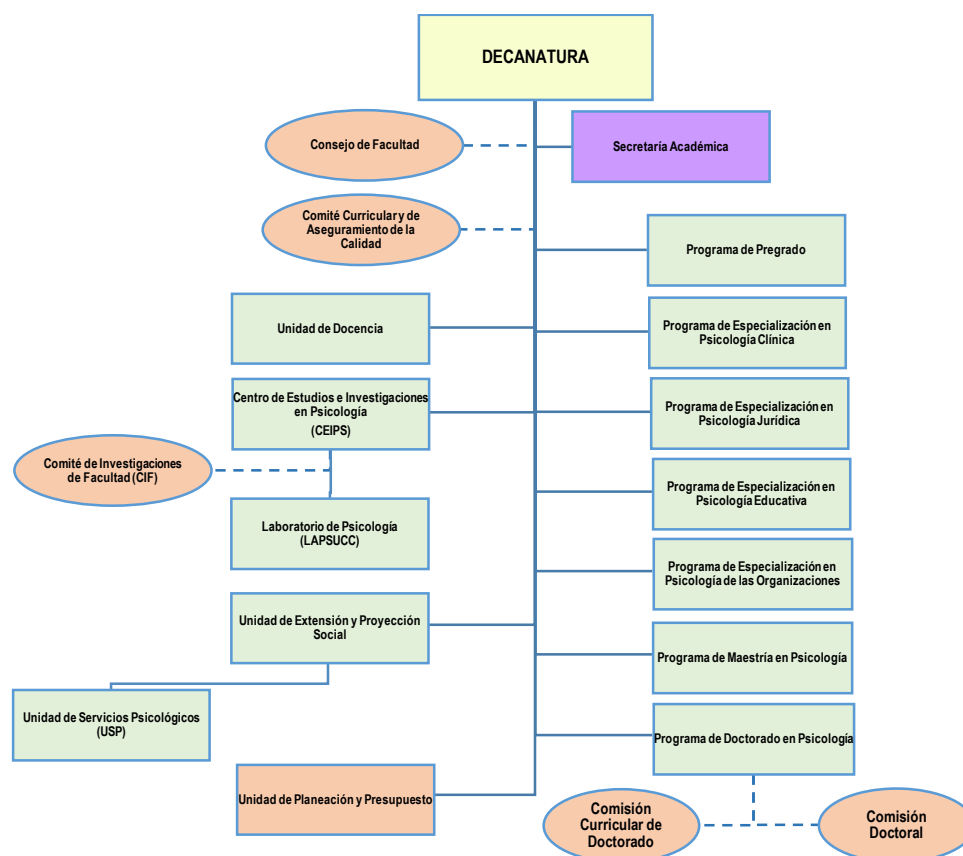 DECANATURA
Consejo de Facultad
Secretaría Académica
Comité Curricular y de
Aseguramiento de la
Calidad
Programa de Pregrado
Unidad de Docencia
Programa de Especialización en
Psicología Clínica
Centro de Estudios e Investigaciones
en Psicología
(CEIPS)
Programa de Especialización en
Psicología Jurídica
Comité de Investigaciones
de Facultad (CIF)
Laboratorio de Psicología
(LAPSUCC)
Programa de Especialización en
Psicología Educativa
Programa de Especialización en
Psicología de las Organizaciones
Unidad de Extensión y Proyección
Social
Programa de Maestría en Psicología
Unidad de Servicios Psicológicos
(USP)
Programa de Doctorado en Psicología
Unidad de Planeación y Presupuesto
Comisión
Curricular de
Doctorado
Comisión
Doctoral